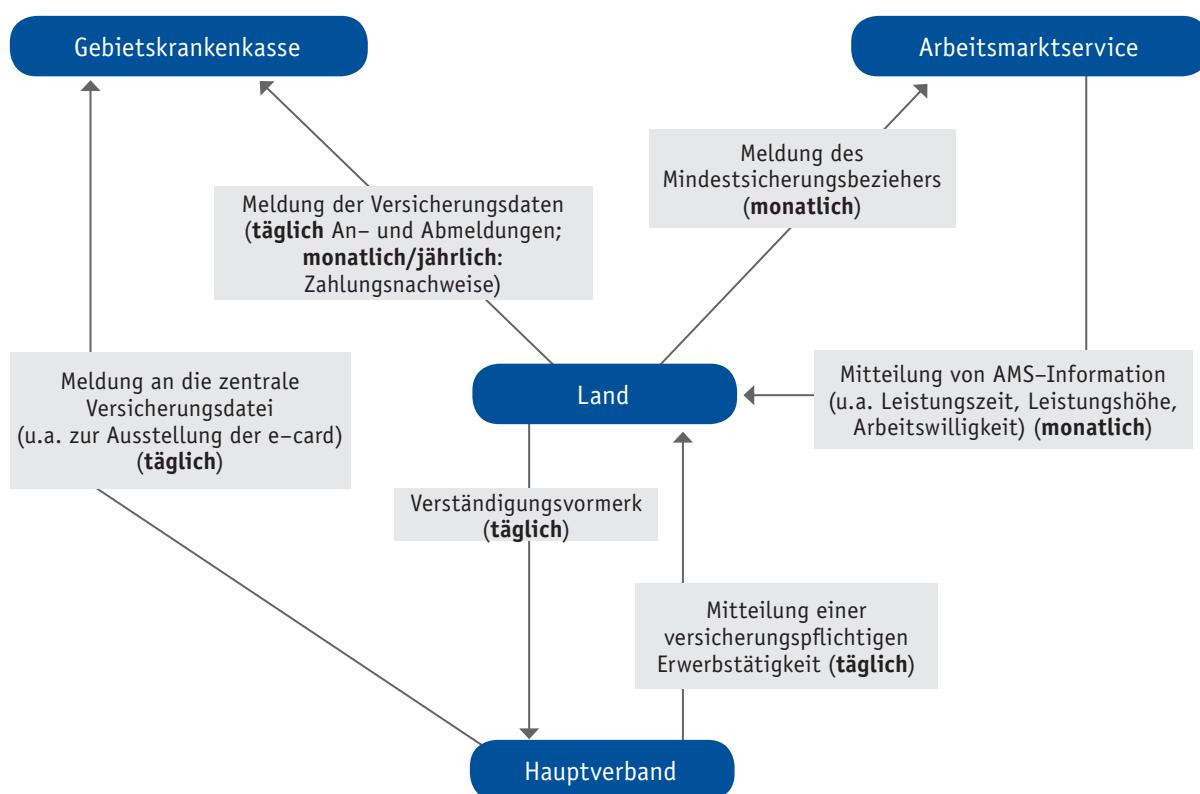 Gebietskrankenkasse
Arbeitsmarktservice
Meldung des
Mindestsicherungsbeziehers
(monatlich)
Meldung der Versicherungsdaten
(täglich An– und Abmeldungen;
monatlich/jährlich:
Zahlungsnachweise)
Meldung an die zentrale
Versicherungsdatei
(u.a. zur Ausstellung der e–card)
(täglich)
Land
Mitteilung von AMS–Information
(u.a. Leistungszeit, Leistungshöhe,
Arbeitswilligkeit) (monatlich)
Verständigungsvormerk
(täglich)
Mitteilung einer
versicherungspflichtigen
Erwerbstätigkeit (täglich)
Hauptverband